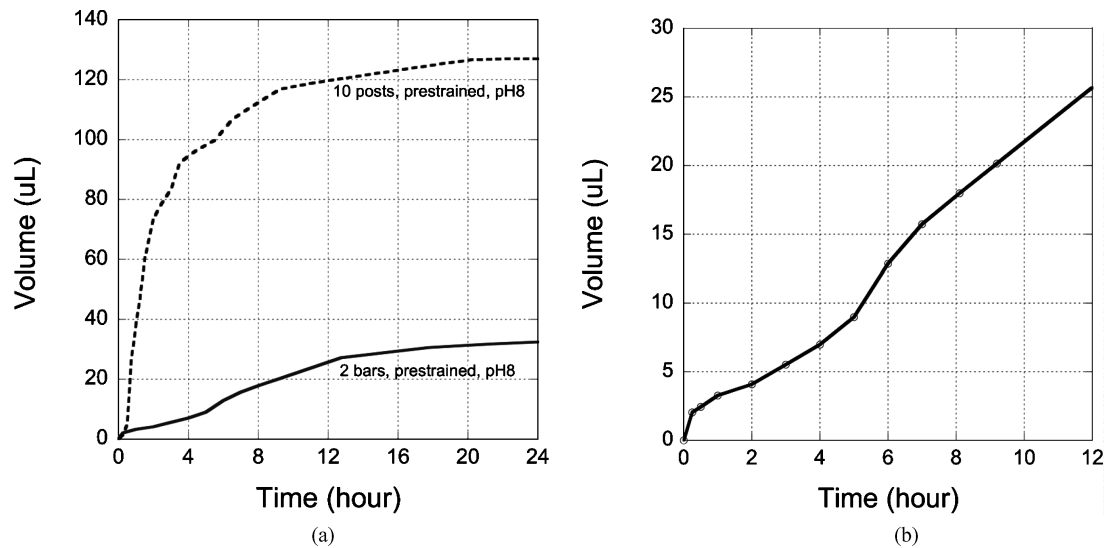 140
120
100
80
60
40
20
0
Volume (uL)
10 posts, prestrained, pH8
2 bars, prestrained, pH8
0 4 8 12 16 20 24
Time (hour)
(a)
30
25
20
15
10
5
0
Volume (uL)
0 2 4 6 8 10 12
Time (hour)
(b)